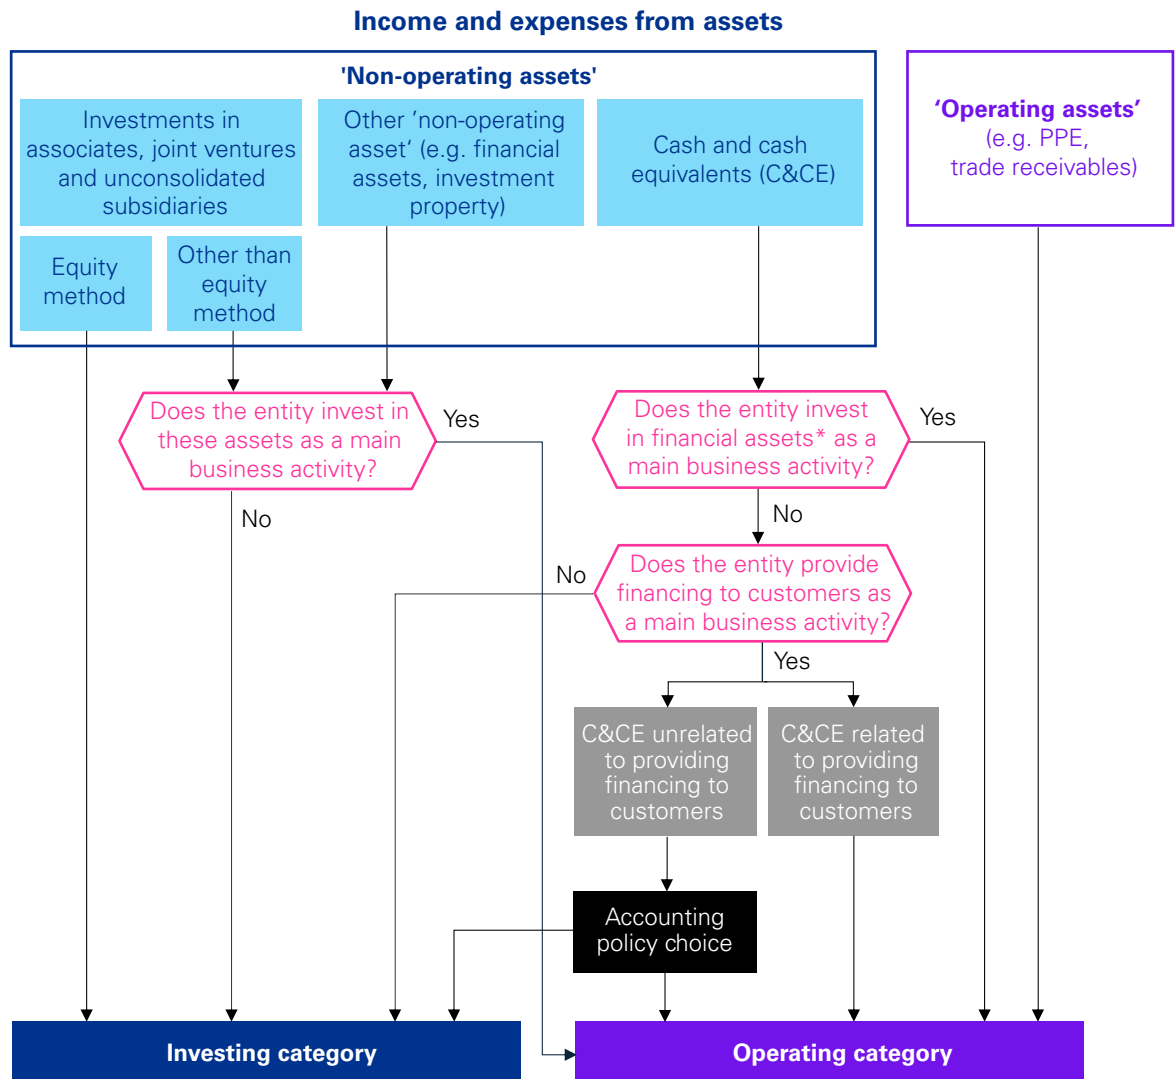 Income and expenses from assets
'Non-operating assets'
Investments in
associates, joint ventures
and unconsolidated
subsidiaries
Other ’non-operating
asset‘ (e.g. financial
assets, investment
property)
Cash and cash
equivalents (C&CE)
‘Operating assets’
(e.g. PPE,
trade receivables)
Equity
method
Other than
equity
method
Does the entity invest in
these assets as a main
business activity?
Yes
No
Does the entity invest
in financial assets* as a
main business activity?
Yes
No
Does the entity provide
financing to customers as
a main business activity?
No
Yes
C&CE unrelated
to providing
financing to
customers
C&CE related
to providing
financing to
customers
Accounting
policy choice
Investing category
Operating category